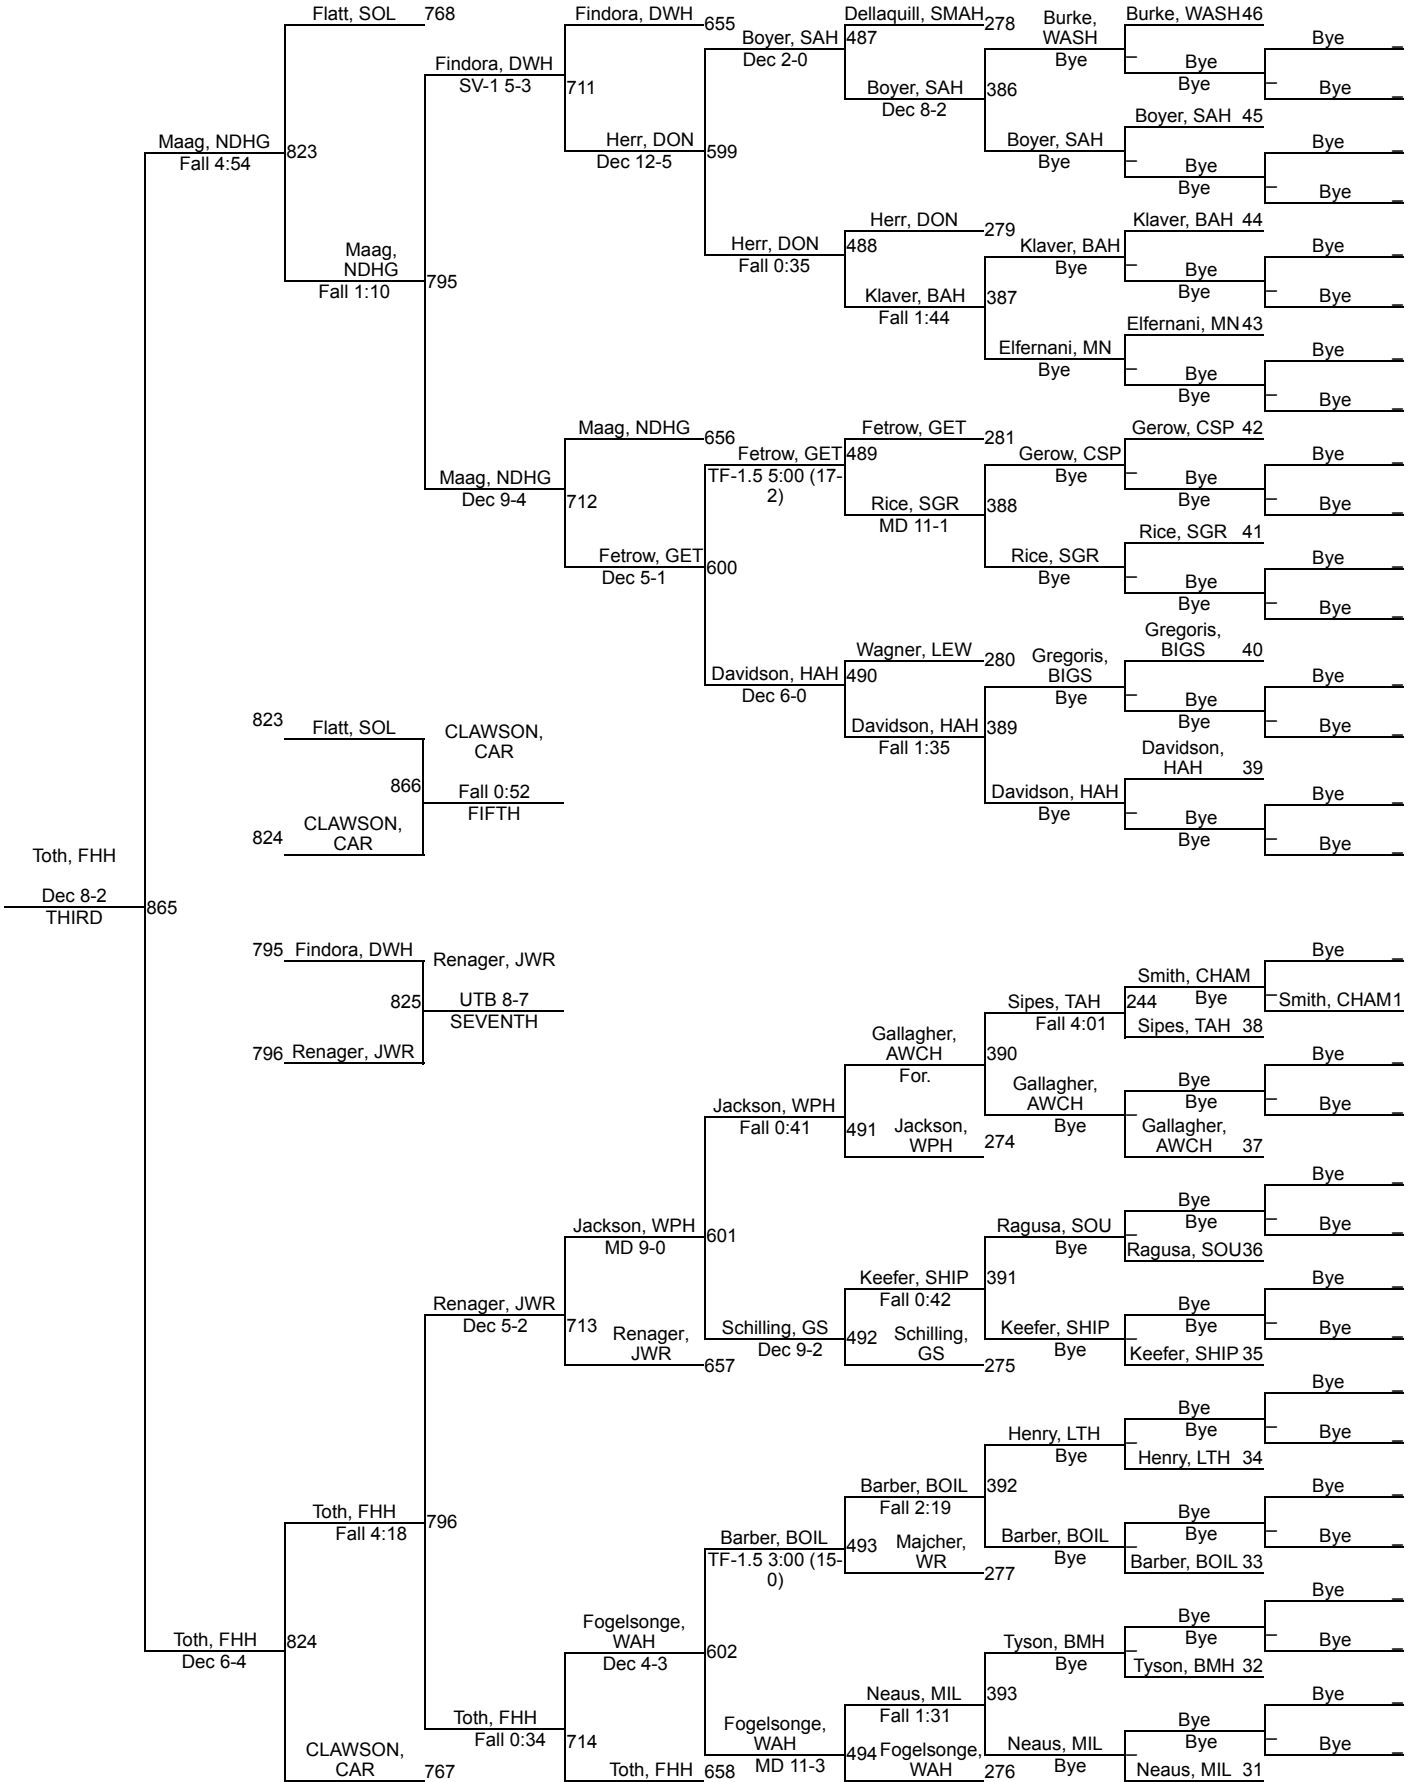 Flatt, SOL 768
Findora, DWH 655
Dellaquill, SMAH 278
Burke,
WASH
Bye
Burke, WASH 46
Bye _
Boyer, SAH 487
Dec 2-0
Findora, DWH
SV-1 5-3
711
_ Bye
Bye
Bye _
Boyer, SAH 386
Dec 8-2
Boyer, SAH 45
Maag, NDHG 823
Fall 4:54
Herr, DON 599
Dec 12-5
Boyer, SAH
Bye
Bye _
_ Bye
Bye
_ Bye _
Herr, DON 279
Klaver, BAH 44
Maag,
NDHG
Fall 1:10
795
Herr, DON 488
Fall 0:35
Klaver, BAH
Bye
Bye _
_ Bye
Bye
_ Bye _
Klaver, BAH 387
Fall 1:44
Elfernani, MN 43
Elfernani, MN
Bye
Bye _
_ Bye
Bye
_ Bye _
Maag, NDHG 656
Fetrow, GET 281
Gerow, CSP 42
Fetrow, GET 489
TF-1.5 5:00 (17-
2)
Gerow, CSP
Bye
Bye _
Maag, NDHG
Dec 9-4
712
_ Bye
Bye
_ Bye _
Rice, SGR 388
MD 11-1
Rice, SGR 41
Fetrow, GET 600
Dec 5-1
Rice, SGR
Bye
Bye _
_ Bye
Bye
_ Bye _
Wagner, LEW 280
Gregoris,
BIGS
Bye
Gregoris,
BIGS 40
Davidson, HAH 490
Dec 6-0
Bye _
_ Bye
Bye
_ Bye _
823 Flatt, SOL
CLAWSON,
CAR
Davidson, HAH 389
Fall 1:35
Davidson,
HAH 39
866 Fall 0:52
FIFTH
Davidson, HAH
Bye
Bye _
824 CLAWSON,
CAR
_ Bye
Bye
_ Bye _
Toth, FHH
Dec 8-2
THIRD
865
795 Findora, DWH
Renager, JWR
Bye _
Smith, CHAM
Bye
825 UTB 8-7
SEVENTH
Sipes, TAH 244
Fall 4:01
_ Smith, CHAM 1
Sipes, TAH 38
796 Renager, JWR
Gallagher,
AWCH
For.
390
Bye _
Gallagher,
AWCH
Bye
_ Bye
Bye
_ Bye _
Jackson, WPH
Fall 0:41
491 Jackson,
WPH 274
Gallagher,
AWCH 37
Bye _
Jackson, WPH 601
MD 9-0
Ragusa, SOU
Bye
_ Bye
Bye
_ Bye _
Ragusa, SOU 36
Keefer, SHIP 391
Fall 0:42
Bye _
Renager, JWR
Dec 5-2
713 Renager,
JWR
657
Schilling, GS
Dec 9-2
492 Schilling,
GS
275
Keefer, SHIP
Bye
_ Bye
Bye
_ Bye _
Keefer, SHIP 35
Bye _
Henry, LTH
Bye
_ Bye
Bye
_ Bye _
Henry, LTH 34
Barber, BOIL 392
Fall 2:19
Bye _
Toth, FHH 796
Fall 4:18
Barber, BOIL
TF-1.5 3:00 (15-
0)
493 Majcher,
WR
277
Barber, BOIL
Bye
_ Bye
Bye
_ Bye _
Barber, BOIL 33
Bye _
Toth, FHH 824
Dec 6-4
Fogelsonge,
WAH
Dec 4-3
602
Tyson, BMH
Bye
_ Bye
Bye
_ Bye _
Tyson, BMH 32
Neaus, MIL 393
Fall 1:31
Bye _
Toth, FHH
Fall 0:34
714
Fogelsonge,
WAH
MD 11-3
494 Fogelsonge,
WAH 276
Neaus, MIL
Bye
_ Bye
Bye
_ Bye _
CLAWSON,
CAR 767
Toth, FHH 658
Neaus, MIL 31